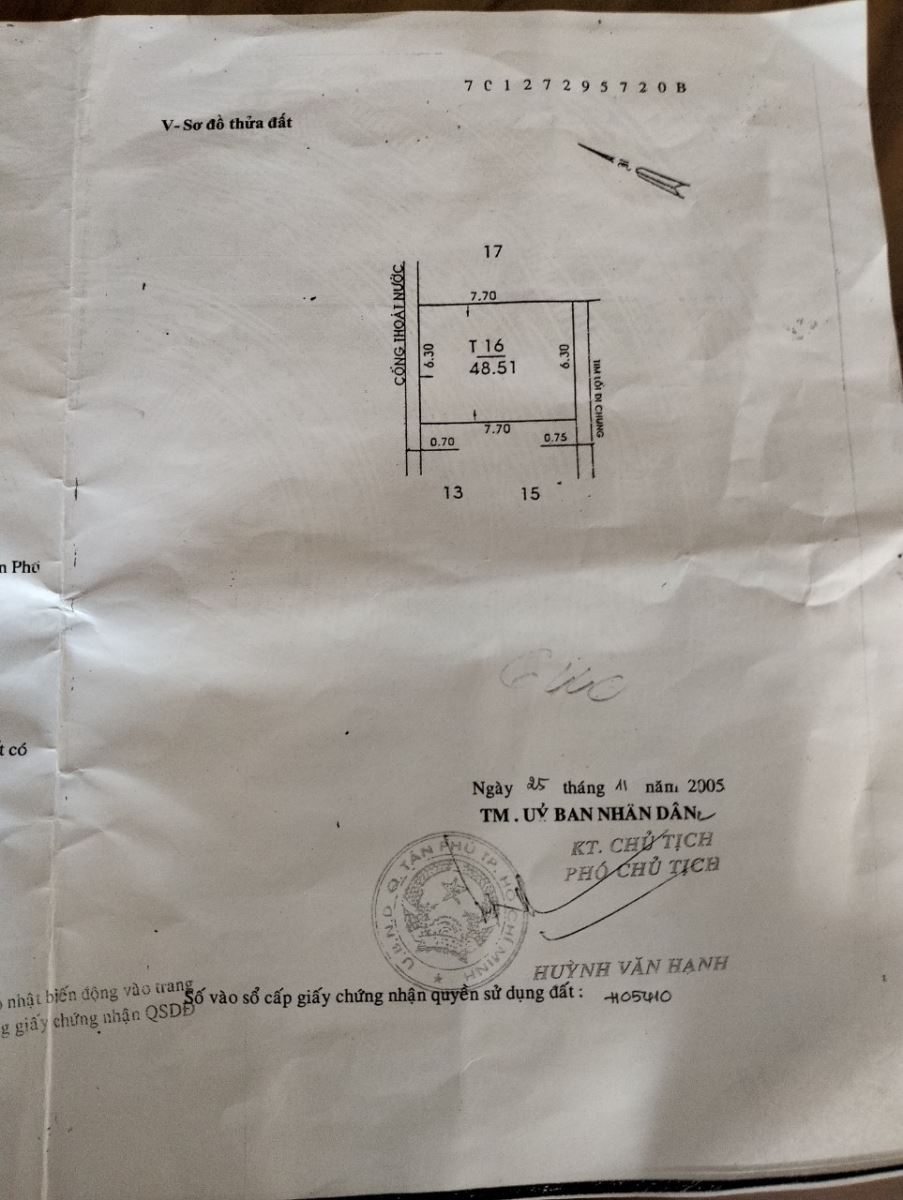 7 0 1 2 7 2 9 5 7 2 0 B
V- Sơ đồ thửa đất
17
CỐNG THOÁT NƯỚC
7.70
6.30
T 16
48.51
6.30
TIM LỐI ĐI CHUNG
7.70
0.70
0.75
13
15
n Phố
t có
Ngày 25 tháng 11 năm 2005
TM . UỶ BAN NHÂN DÂN
KT. CHỦ TỊCH
PHÓ CHỦ TỊCH
U.B.N.D. Q. TÂN PHÚ T.P. HỒ CHÍ MINH
HUỲNH VĂN HẠNH
nhật biến động vào trang
g giấy chứng nhận QSDĐ
Số vào sổ cấp giấy chứng nhận quyền sử dụng đất :